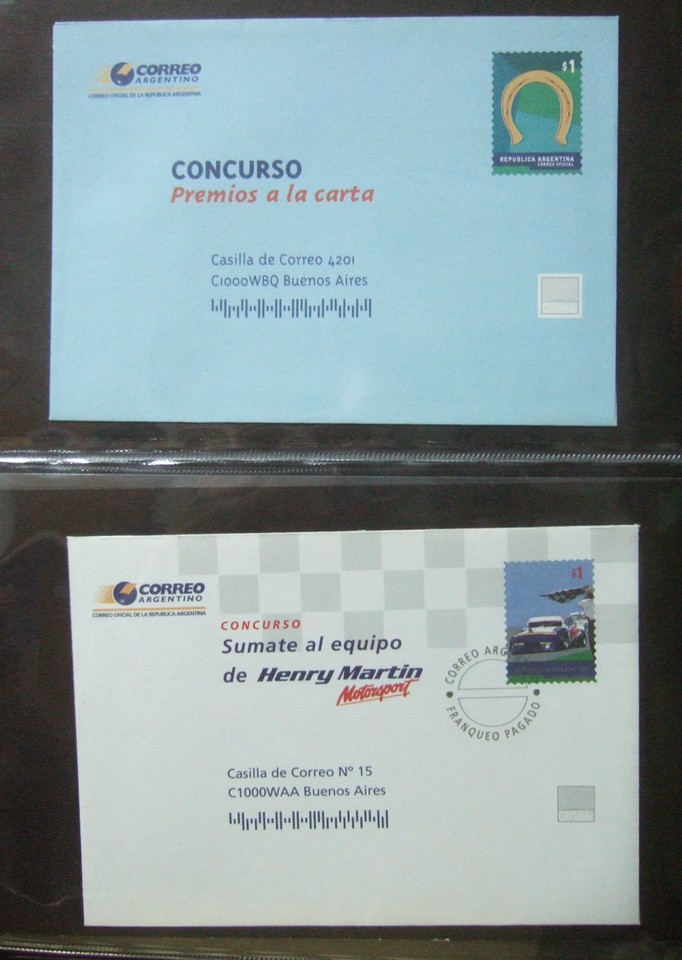 CORREO
ARGENTINO
CORREO OFICIAL DE LA REPUBLICA ARGENTINA
$1
REPUBLICA ARGENTINA
CORREO OFICIAL
CONCURSO
Premios a la carta
Casilla de Correo 4201
C1000WBQ Buenos Aires
CORREO
ARGENTINO
CORREO OFICIAL DE LA REPUBLICA ARGENTINA
$1
CONCURSO
Sumate al equipo
de Henry Martin
Motorsport
CORREO ARG
FRANQUEO PAGADO
Casilla de Correo Nº 15
C1000WAA Buenos Aires